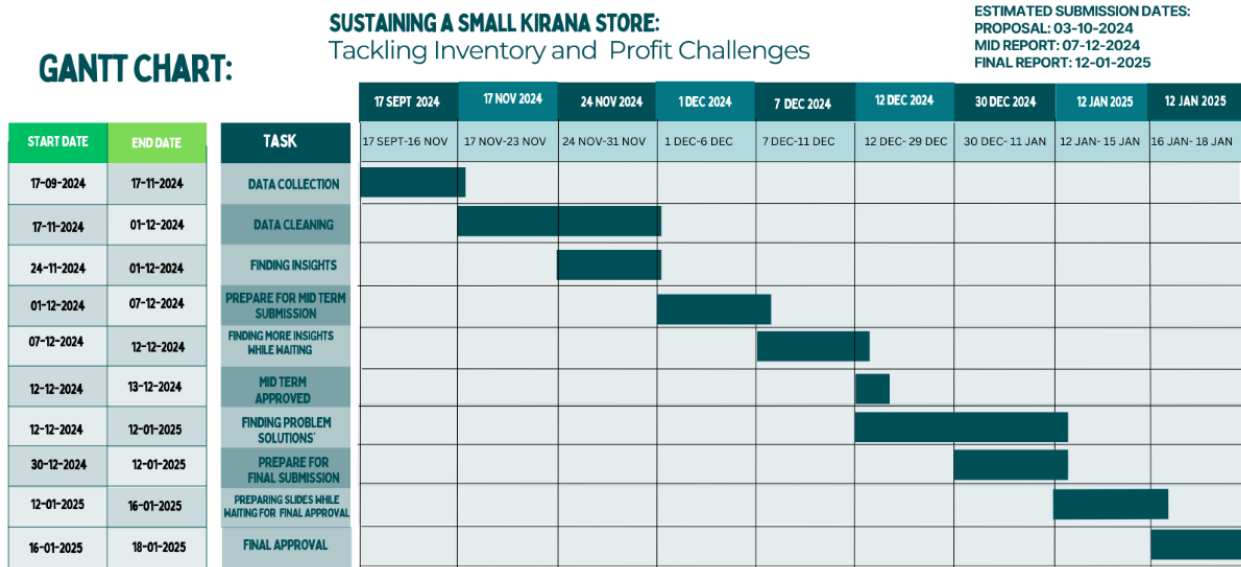 SUSTAINING A SMALL KIRANA STORE:
Tackling Inventory and Profit Challenges
ESTIMATED SUBMISSION DATES:
PROPOSAL: 03-10-2024
MID REPORT: 07-12-2024
FINAL REPORT: 12-01-2025
GANTT CHART:
17 SEPT 2024 17 NOV 2024 24 NOV 2024 1 DEC 2024 7 DEC 2024 12 DEC 2024 30 DEC 2024 12 JAN 2025 12 JAN 2025
START DATE END DATE TASK 17 SEPT-16 NOV 17 NOV-23 NOV 24 NOV-31 NOV 1 DEC-6 DEC 7 DEC-11 DEC 12 DEC- 29 DEC 30 DEC- 11 JAN 12 JAN- 15 JAN 16 JAN- 18 JAN
17-09-2024 17-11-2024 DATA COLLECTION
17-11-2024 01-12-2024 DATA CLEANING
24-11-2024 01-12-2024 FINDING INSIGHTS
01-12-2024 07-12-2024 PREPARE FOR MID TERM
SUBMISSION
07-12-2024 12-12-2024 FINDING MORE INSIGHTS
WHILE WAITING
12-12-2024 13-12-2024 MID TERM
APPROVED
12-12-2024 12-01-2025 FINDING PROBLEM
SOLUTIONS'
30-12-2024 12-01-2025 PREPARE FOR
FINAL SUBMISSION
12-01-2025 16-01-2025 PREPARING SLIDES WHILE
WAITING FOR FINAL APPROVAL
16-01-2025 18-01-2025 FINAL APPROVAL